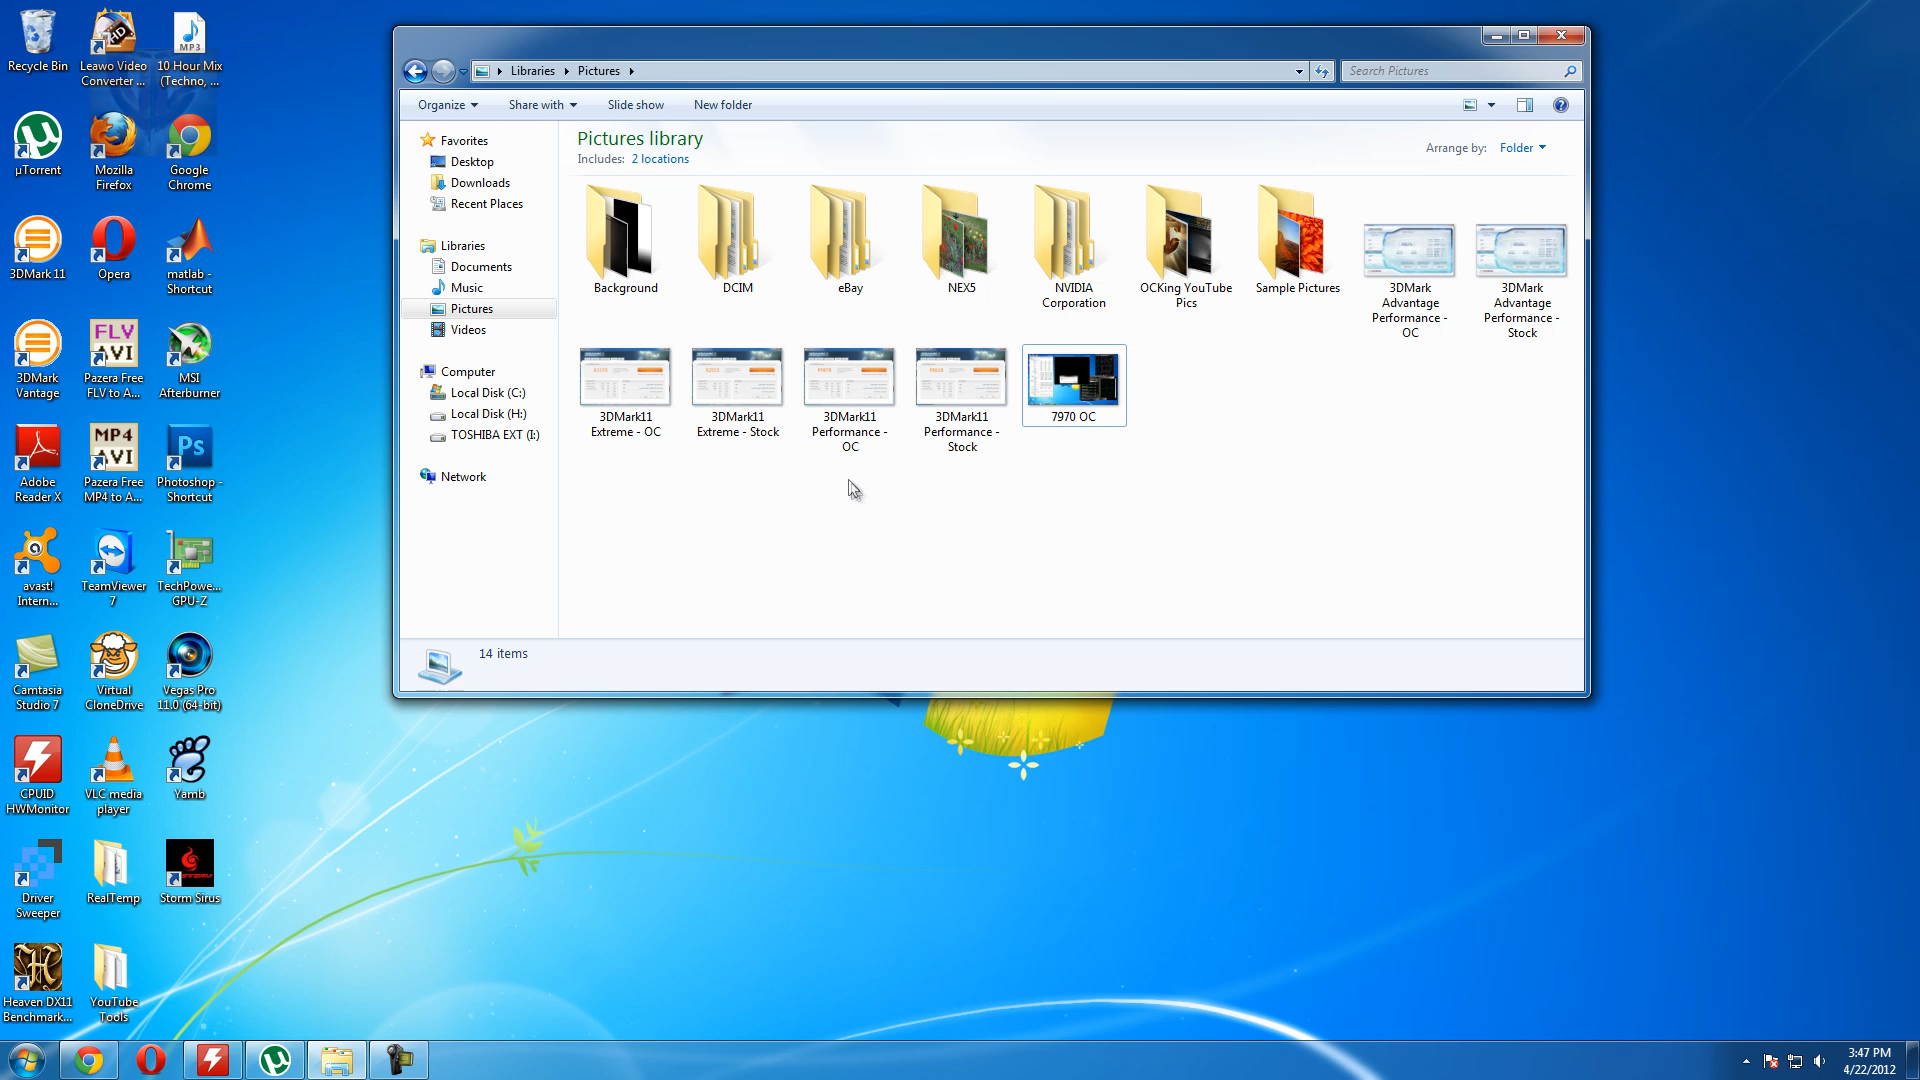 Recycle Bin
Leawo Video
Converter ...
MP3
10 Hour Mix
(Techno, ...
µTorrent
Mozilla
Firefox
Google
Chrome
3DMark 11
Opera
matlab -
Shortcut
3DMark
Vantage
FLV
AVI
Pazera Free
FLV to A...
MSI
Afterburner
Adobe
Reader X
MP4
AVI
Pazera Free
MP4 to A...
Ps
Photoshop -
Shortcut
avast!
Intern...
TeamViewer
7
TechPowe...
GPU-Z
Camtasia
Studio 7
Virtual
CloneDrive
Vegas Pro
11.0 (64-bit)
CPUID
HWMonitor
VLC media
player
Yamb
Driver
Sweeper
RealTemp
Storm Sirus
Heaven DX11
Benchmark...
YouTube
Tools
Libraries
Pictures
Search Pictures
Organize
Share with
Slide show
New folder
Favorites
Desktop
Downloads
Recent Places
Libraries
Documents
Music
Pictures
Videos
Computer
Local Disk (C:)
Local Disk (H:)
TOSHIBA EXT (I:)
Network
Pictures library
Includes: 2 locations
Arrange by: Folder
Background
DCIM
eBay
NEX5
NVIDIA
Corporation
OCKing YouTube
Pics
Sample Pictures
3DMark
Advantage
Performance -
OC
3DMark
Advantage
Performance -
Stock
3DMark11
Extreme - OC
3DMark11
Extreme - Stock
3DMark11
Performance -
OC
3DMark11
Performance -
Stock
7970 OC
14 items
3:47 PM
4/22/2012